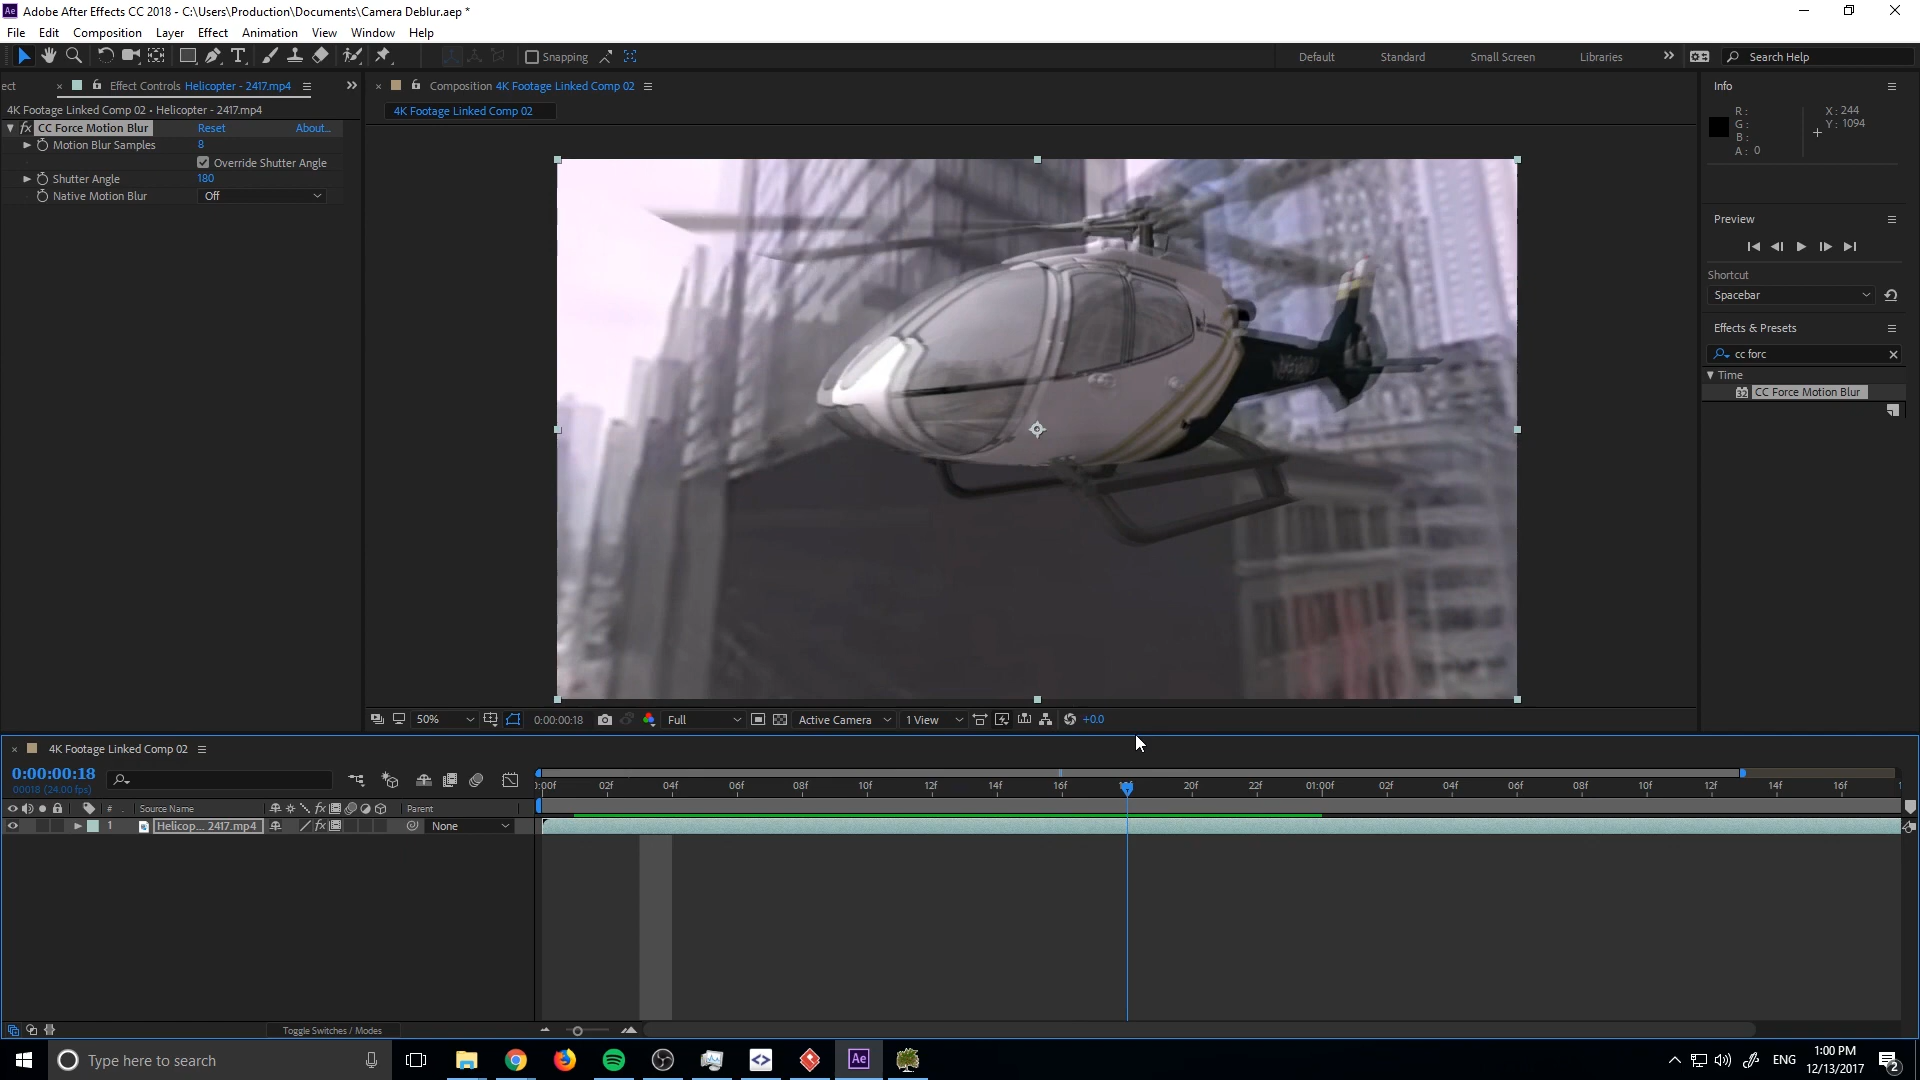 Adobe After Effects CC 2018 - C:\Users\Production\Documents\Camera Deblur.aep *
File Edit Composition Layer Effect Animation View Window Help
Snapping
Default Standard Small Screen Libraries Search Help
ect Effect Controls Helicopter - 2417.mp4
4K Footage Linked Comp 02 • Helicopter - 2417.mp4
fx CC Force Motion Blur Reset About...
Motion Blur Samples 8
Override Shutter Angle
Shutter Angle 180
Native Motion Blur Off
Composition 4K Footage Linked Comp 02
4K Footage Linked Comp 02
Info
R:
G:
B:
A: 0
X: 244
Y: 1094
Preview
Shortcut
Spacebar
Effects & Presets
cc forc
Time
32 CC Force Motion Blur
50% 0:00:00:18 Full Active Camera 1 View +0.0
4K Footage Linked Comp 02
0:00:00:18
00018 (24.00 fps)
:00f 02f 04f 06f 08f 10f 12f 14f 16f 20f 22f 01:00f 02f 04f 06f 08f 10f 12f 14f 16f
# Source Name fx Parent
1 Helicop... 2417.mp4 fx None
Toggle Switches / Modes
Type here to search
Ae
ENG
1:00 PM
12/13/2017
2